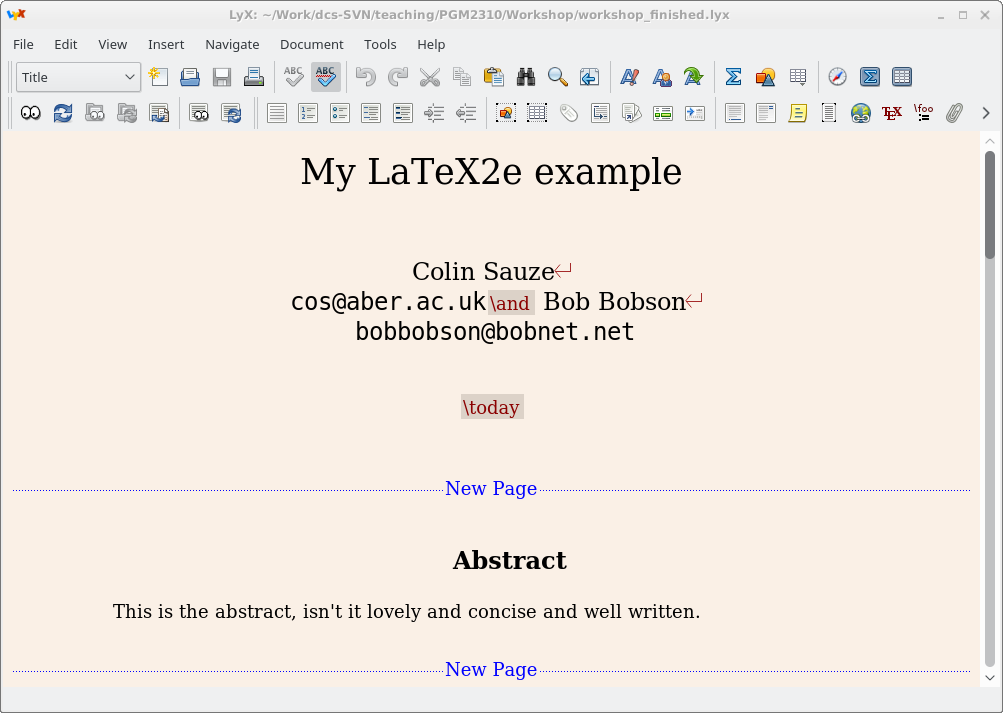 LyX: ~/Work/dcs-SVN/teaching/PGM2310/Workshop/workshop_finished.lyx
File Edit View Insert Navigate Document Tools Help
Title
ABC ABC
TEX \foo
My LaTeX2e example
Colin Sauze
cos@aber.ac.uk\and Bob Bobson
bobbobson@bobnet.net
\today
New Page
Abstract
This is the abstract, isn't it lovely and concise and well written.
New Page